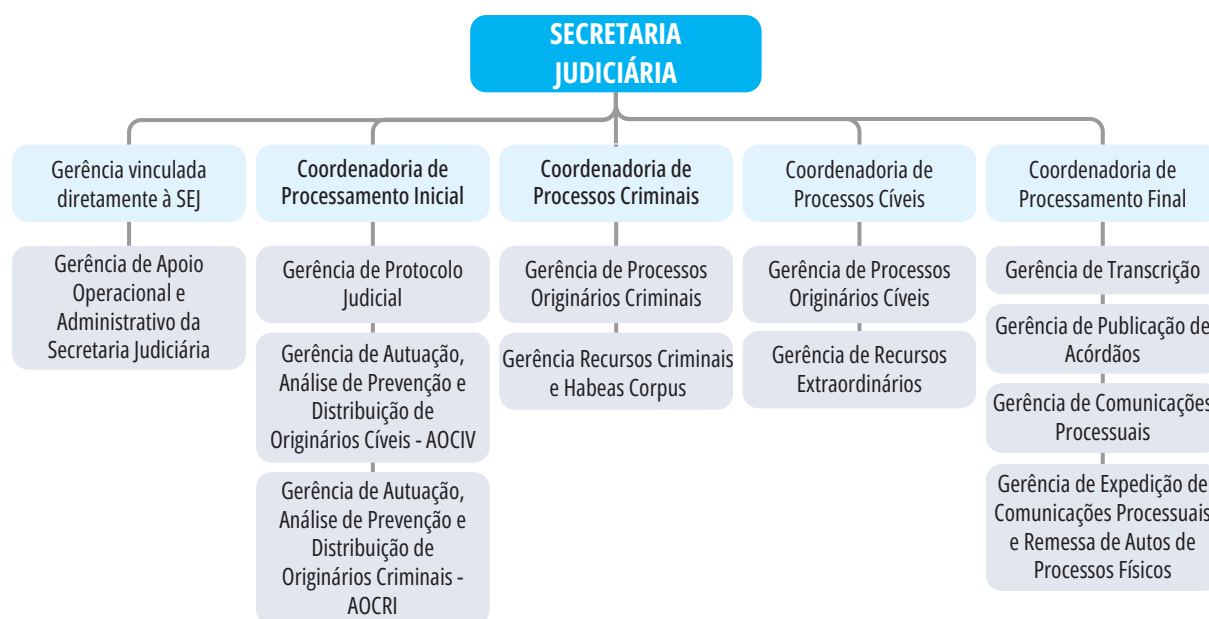 SECRETARIA
JUDICIÁRIA
Gerência vinculada
diretamente à SEJ
Gerência de Apoio
Operacional e
Administrativo da
Secretaria Judiciária
Coordenadoria de
Processamento Inicial
Gerência de Protocolo
Judicial
Gerência de Autuação,
Análise de Prevenção e
Distribuição de
Originários Cíveis - AOCIV
Gerência de Autuação,
Análise de Prevenção e
Distribuição de
Originários Criminais -
AOCRI
Coordenadoria de
Processos Criminais
Gerência de Processos
Originários Criminais
Gerência Recursos Criminais
e Habeas Corpus
Coordenadoria de
Processos Cíveis
Gerência de Processos
Originários Cíveis
Gerência de Recursos
Extraordinários
Coordenadoria de
Processamento Final
Gerência de Transcrição
Gerência de Publicação de
Acórdãos
Gerência de Comunicações
Processuais
Gerência de Expedição de
Comunicações Processuais
e Remessa de Autos de
Processos Físicos